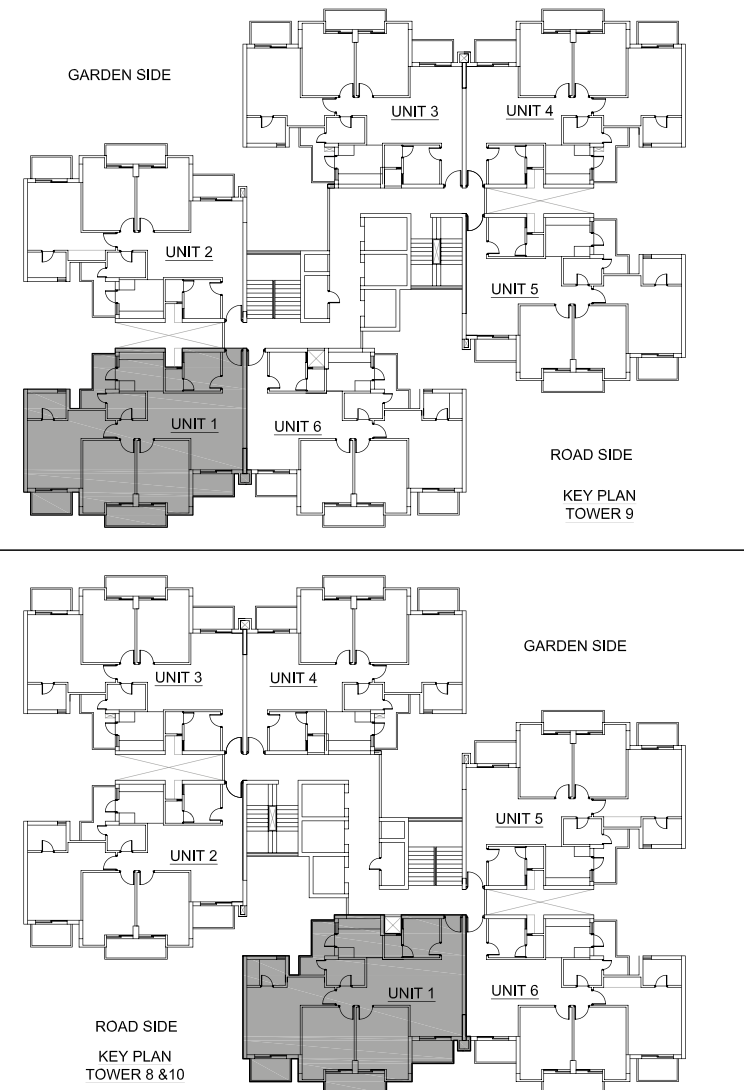 GARDEN SIDE
UNIT 3
UNIT 4
UNIT 2
UNIT 5
UNIT 1
UNIT 6
ROAD SIDE
KEY PLAN
TOWER 9
GARDEN SIDE
UNIT 3
UNIT 4
UNIT 5
UNIT 2
UNIT 1
UNIT 6
ROAD SIDE
KEY PLAN
TOWER 8 &10